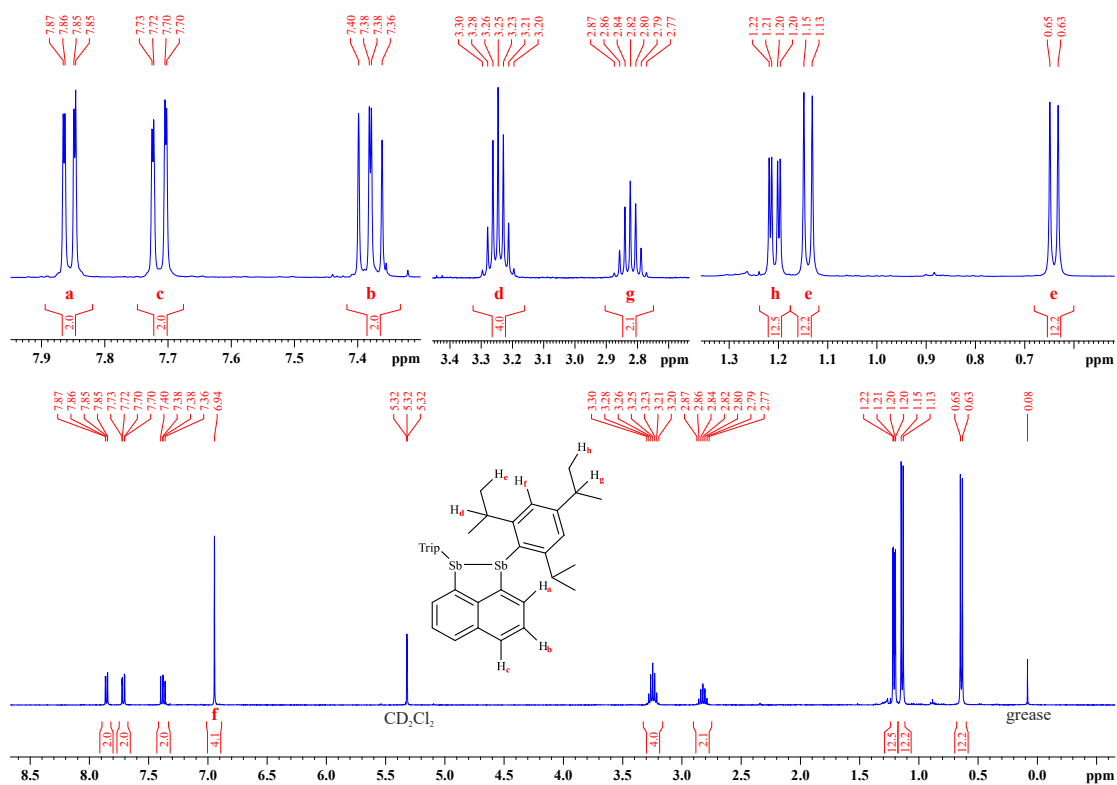 7.87 7.86 7.85 7.85 7.73 7.72 7.70 7.70 7.40 7.38 7.38 7.36 3.30 3.28 3.26 3.25 3.23 3.21 3.20 2.87 2.86 2.84 2.82 2.80 2.79 2.77 1.22 1.21 1.20 1.20 1.15 1.13 0.65 0.63
a c b d g h e e
2.0 2.0 2.0 4.0 2.1 12.5 12.2 12.2
7.9 7.8 7.7 7.6 7.5 7.4 ppm 3.4 3.3 3.2 3.1 3.0 2.9 2.8 ppm 1.3 1.2 1.1 1.0 0.9 0.8 0.7 ppm
7.87 7.86 7.85 7.85 7.73 7.72 7.70 7.70 7.40 7.38 7.38 7.36 6.94 5.32 5.32 5.32 3.30 3.28 3.26 3.25 3.23 3.21 3.20 2.87 2.86 2.84 2.82 2.80 2.79 2.77 1.22 1.21 1.20 1.20 1.15 1.13 0.65 0.63 0.08
Hh
He Hf Hg
Hd
Trip
Sb Sb
Ha
Hb
Hc
f CD2Cl2 grease
2.0 2.0 2.0 4.1 4.0 2.1 12.5 12.2 12.2
8.5 8.0 7.5 7.0 6.5 6.0 5.5 5.0 4.5 4.0 3.5 3.0 2.5 2.0 1.5 1.0 0.5 0.0 ppm